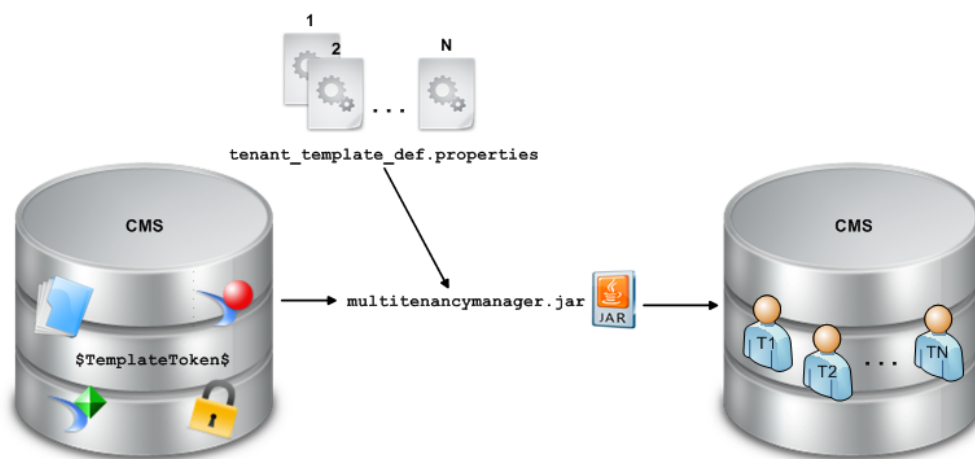 1
2
N
. . .
tenant_template_def.properties
CMS
CMS
multitenancymanager.jar
JAR
$TemplateToken$
T1
T2
. . .
TN